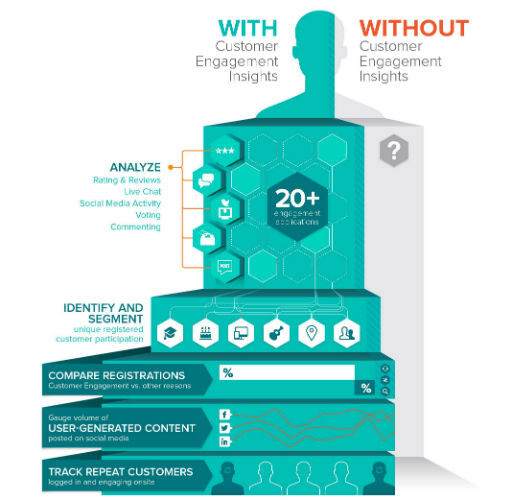 WITH
Customer
Engagement
Insights
WITHOUT
Customer
Engagement
Insights
?
ANALYZE
Rating & Reviews
Live Chat
Social Media Activity
Voting
Commenting
20+
engagement
applications
IDENTIFY AND
SEGMENT
unique registered
customer participation
COMPARE REGISTRATIONS
Customer Engagement vs. other reasons
%
%
Gauge volume of
USER-GENERATED CONTENT
posted on social media
f
in
TRACK REPEAT CUSTOMERS
logged in and engaging onsite